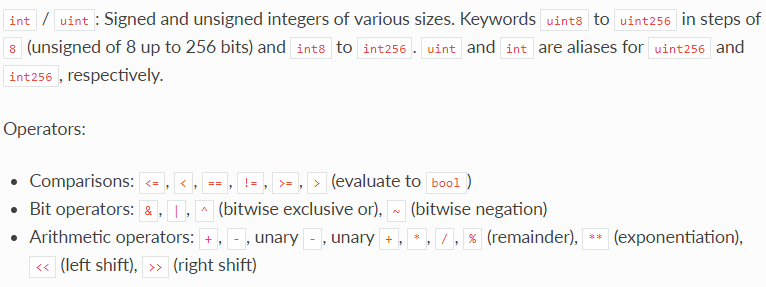 int / uint : Signed and unsigned integers of various sizes. Keywords uint8 to uint256 in steps of
8 (unsigned of 8 up to 256 bits) and int8 to int256 . uint and int are aliases for uint256 and
int256 , respectively.
Operators:
• Comparisons: <= , < , == , != , >= , > (evaluate to bool )
• Bit operators: & , | , ^ (bitwise exclusive or), ~ (bitwise negation)
• Arithmetic operators: + , - , unary - , unary + , * , / , % (remainder), ** (exponentiation),
<< (left shift), >> (right shift)